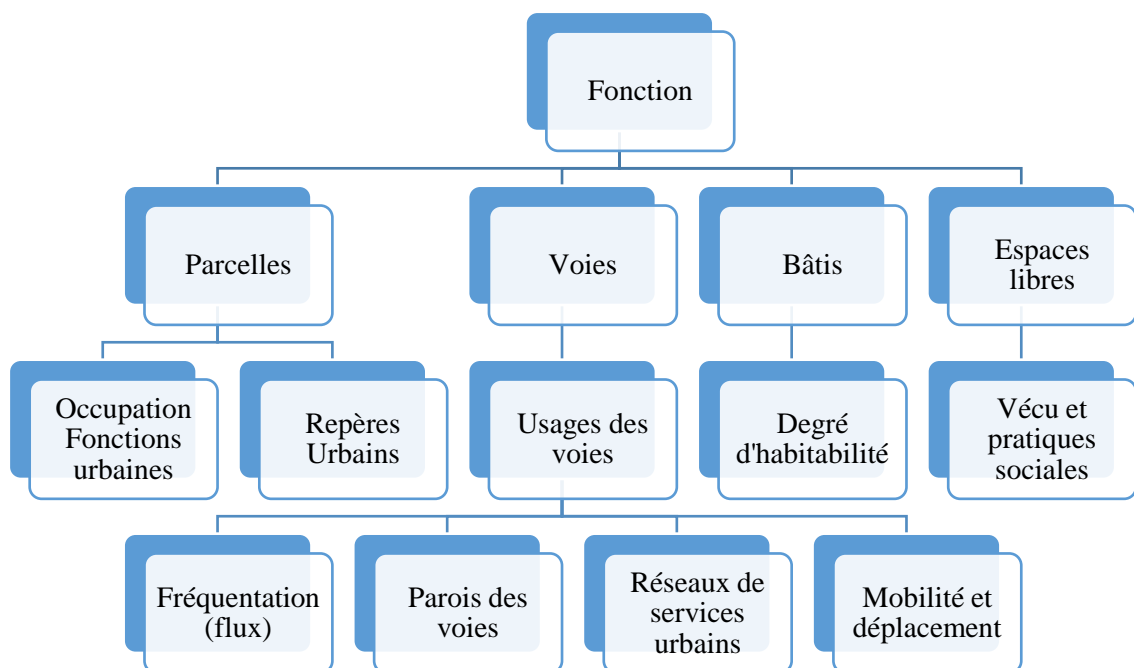 Fonction
Parcelles
Voies
Bâtis
Espaces
libres
Occupation
Fonctions
urbaines
Repères
Urbains
Usages des
voies
Degré
d'habitabilité
Vécu et
pratiques
sociales
Fréquentation
(flux)
Parois des
voies
Réseaux de
services
urbains
Mobilité et
déplacement